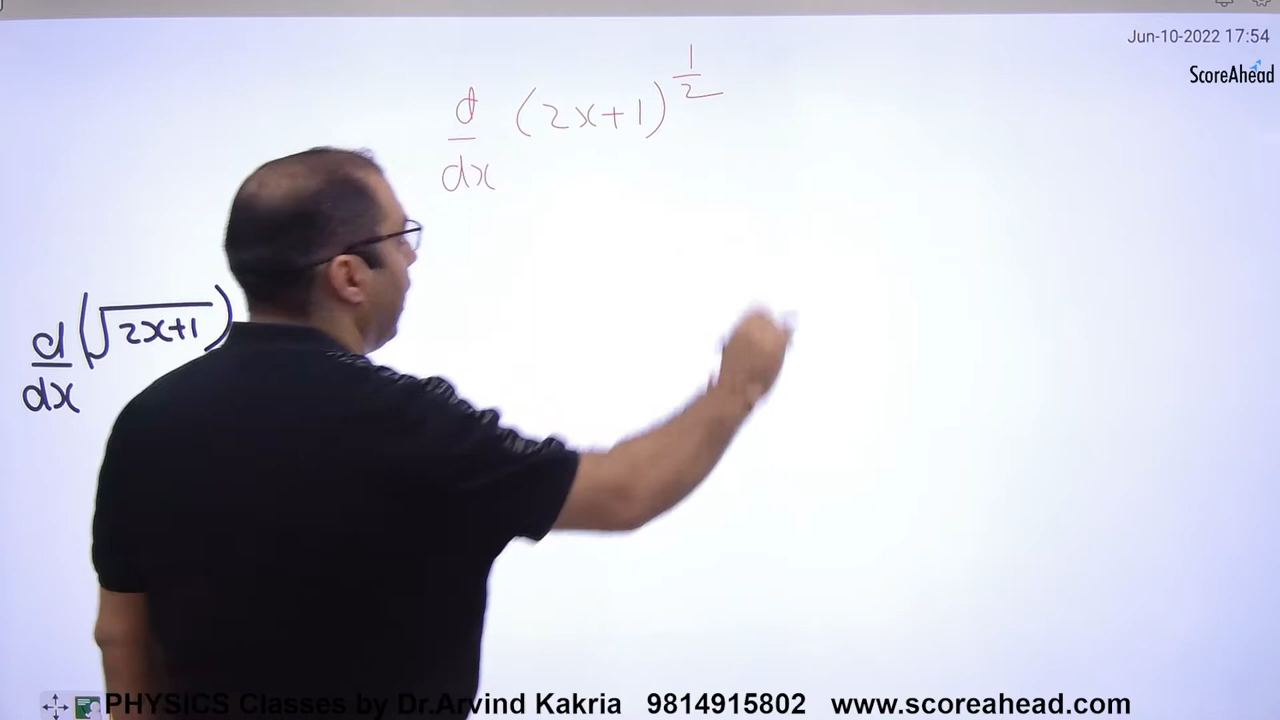 Jun-10-2022 17:54
ScoreAhead
d/dx (2x+1)^(1/2)
d/dx (√(2x+1))
PHYSICS Classes by Dr.Arvind Kakria 9814915802 www.scoreahead.com